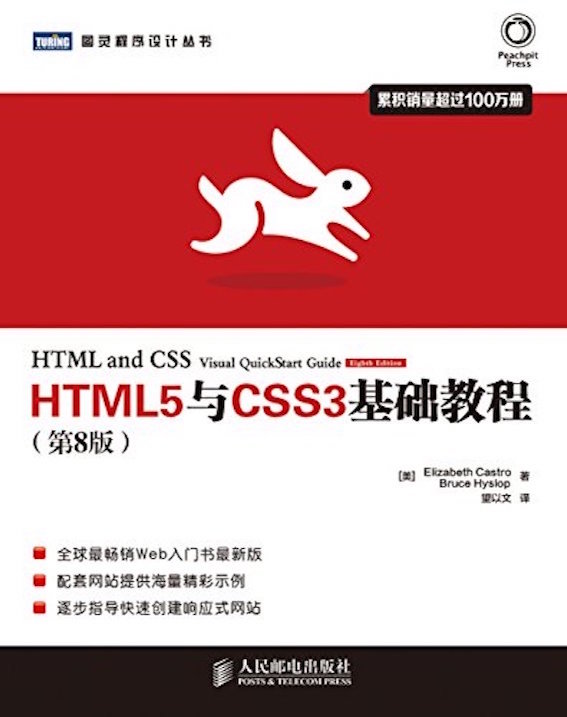 TURING 图灵程序设计丛书
Peachpit
Press
累积销量超过100万册
HTML and CSS Visual QuickStart Guide Eighth Edition
HTML5与CSS3基础教程
（第8版）
[美] Elizabeth Castro
Bruce Hyslop 著
望以文 译
全球最畅销Web入门书最新版
配套网站提供海量精彩示例
逐步指导快速创建响应式网站
人民邮电出版社
POSTS & TELECOM PRESS